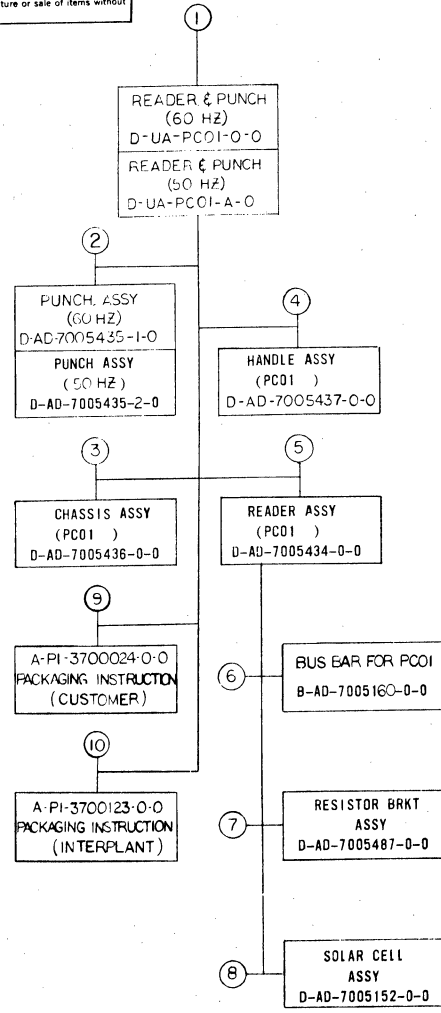 ture or sale of items without
1
READER & PUNCH
(60 HZ)
D-UA-PC01-0-0
READER & PUNCH
(50 HZ)
D-UA-PC01-A-0
2
PUNCH. ASSY
(60 HZ)
D-AD-7005435-1-0
PUNCH ASSY
(50 HZ)
D-AD-7005435-2-0
4
HANDLE ASSY
(PC01 )
D-AD-7005437-0-0
3
CHASSIS ASSY
(PC01 )
D-AD-7005436-0-0
5
READER ASSY
(PC01 )
D-AD-7005434-0-0
9
A-PI-3700024-0-0
PACKAGING INSTRUCTION
(CUSTOMER)
6
BUS BAR FOR PC01
B-AD-7005160-0-0
10
A-PI-3700123-0-0
PACKAGING INSTRUCTION
(INTERPLANT)
7
RESISTOR BRKT
ASSY
D-AD-7005487-0-0
8
SOLAR CELL
ASSY
D-AD-7005152-0-0